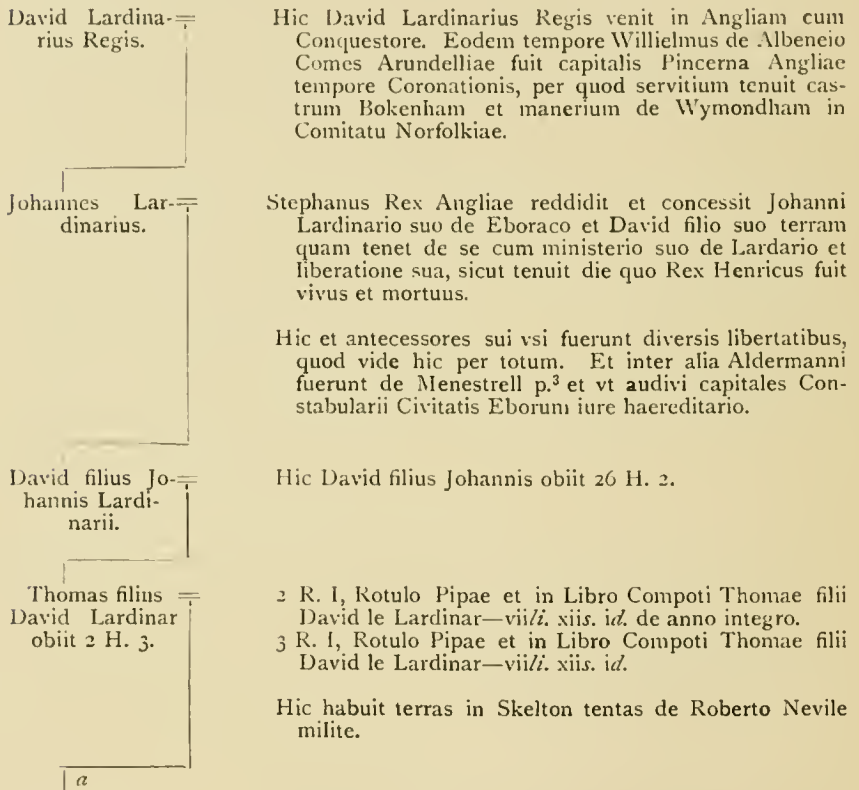 David Lardina-
rius Regis.
Hic David Lardinarius Regis venit in Angliam cum
Conquestore. Eodem tempore Willielmus de Albeneio
Comes Arundelliae fuit capitalis Pincerna Angliae
tempore Coronationis, per quod servitium tenuit cas-
trum Bokenham et manerium de Wymondham in
Comitatu Norfolkiae.
Johannes Lar-
dinarius.
Stephanus Rex Angliae reddidit et concessit Johanni
Lardinario suo de Eboraco et David filio suo terram
quam tenet de se cum ministerio suo de Lardario et
liberatione sua, sicut tenuit die quo Rex Henricus fuit
vivus et mortuus.
Hic et antecessores sui vsi fuerunt diversis libertatibus,
quod vide hic per totum. Et inter alia Aldermanni
fuerunt de Menestrell p.³ et vt audivi capitales Con-
stabularii Civitatis Eborum iure haereditario.
David filius Jo-
hannis Lardi-
narii.
Hic David filius Johannis obiit 26 H. 2.
Thomas filius
David Lardinar
obiit 2 H. 3.
2 R. I, Rotulo Pipae et in Libro Compoti Thomae filii
David le Lardinar—viili. xiis. id. de anno integro.
3 R. I, Rotulo Pipae et in Libro Compoti Thomae filii
David le Lardinar—viili. xiis. id.
Hic habuit terras in Skelton tentas de Roberto Nevile
milite.
a